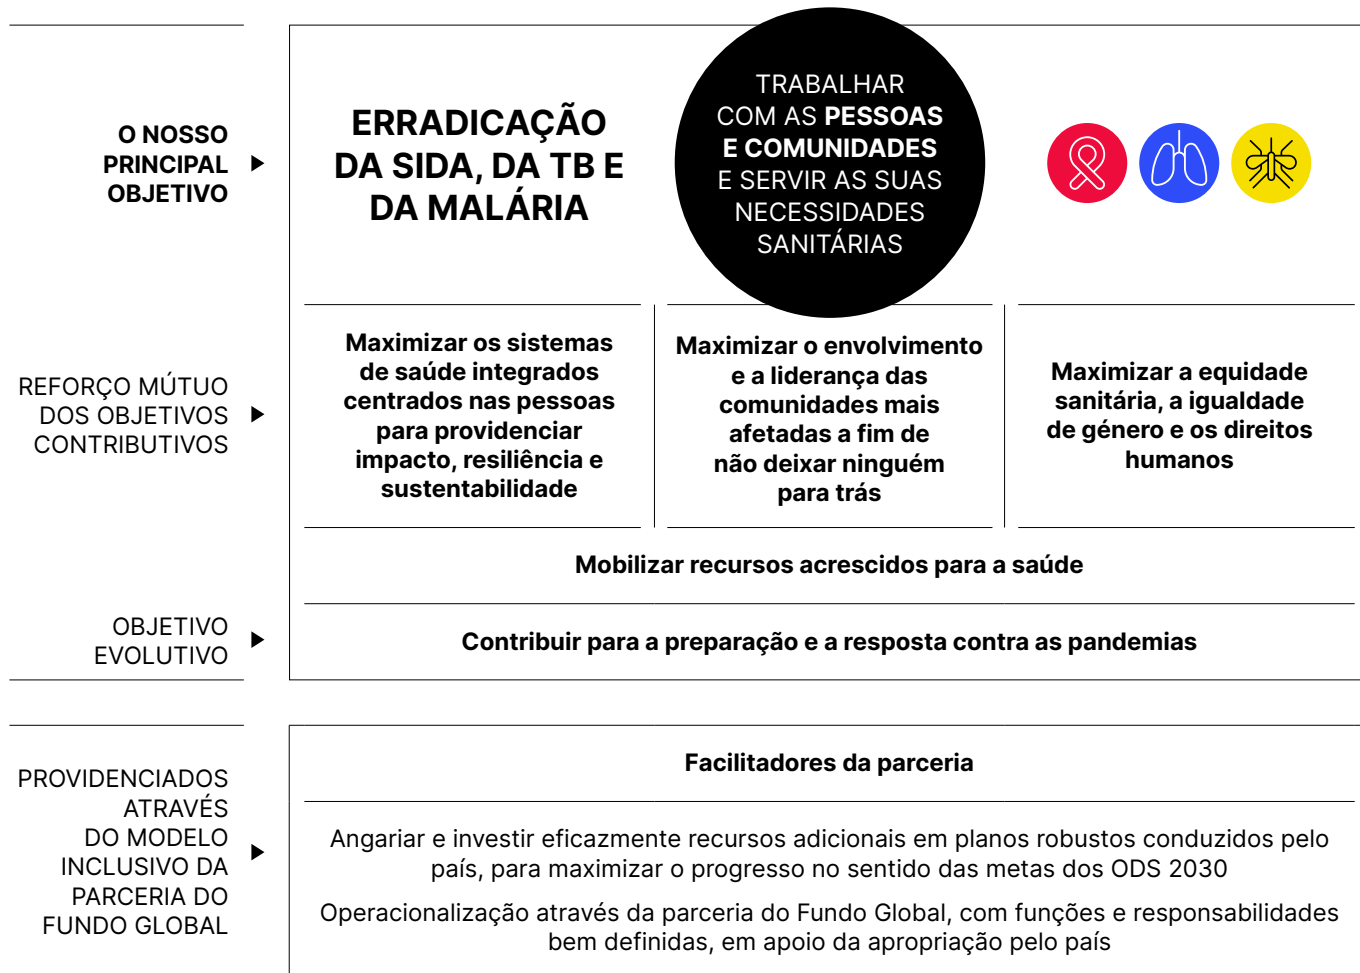 O NOSSO
PRINCIPAL
OBJETIVO
ERRADICAÇÃO
DA SIDA, DA TB E
DA MALÁRIA
TRABALHAR
COM AS PESSOAS
E COMUNIDADES
E SERVIR AS SUAS
NECESSIDADES
SANITÁRIAS
REFORÇO MÚTUO
DOS OBJETIVOS
CONTRIBUTIVOS
Maximizar os sistemas
de saúde integrados
centrados nas pessoas
para providenciar
impacto, resiliência e
sustentabilidade
Maximizar o envolvimento
e a liderança das
comunidades mais
afetadas a fim de
não deixar ninguém
para trás
Maximizar a equidade
sanitária, a igualdade
de género e os direitos
humanos
Mobilizar recursos acrescidos para a saúde
OBJETIVO
EVOLUTIVO
Contribuir para a preparação e a resposta contra as pandemias
PROVIDENCIADOS
ATRAVÉS
DO MODELO
INCLUSIVO DA
PARCERIA DO
FUNDO GLOBAL
Facilitadores da parceria
Angariar e investir eficazmente recursos adicionais em planos robustos conduzidos pelo
país, para maximizar o progresso no sentido das metas dos ODS 2030
Operacionalização através da parceria do Fundo Global, com funções e responsabilidades
bem definidas, em apoio da apropriação pelo país